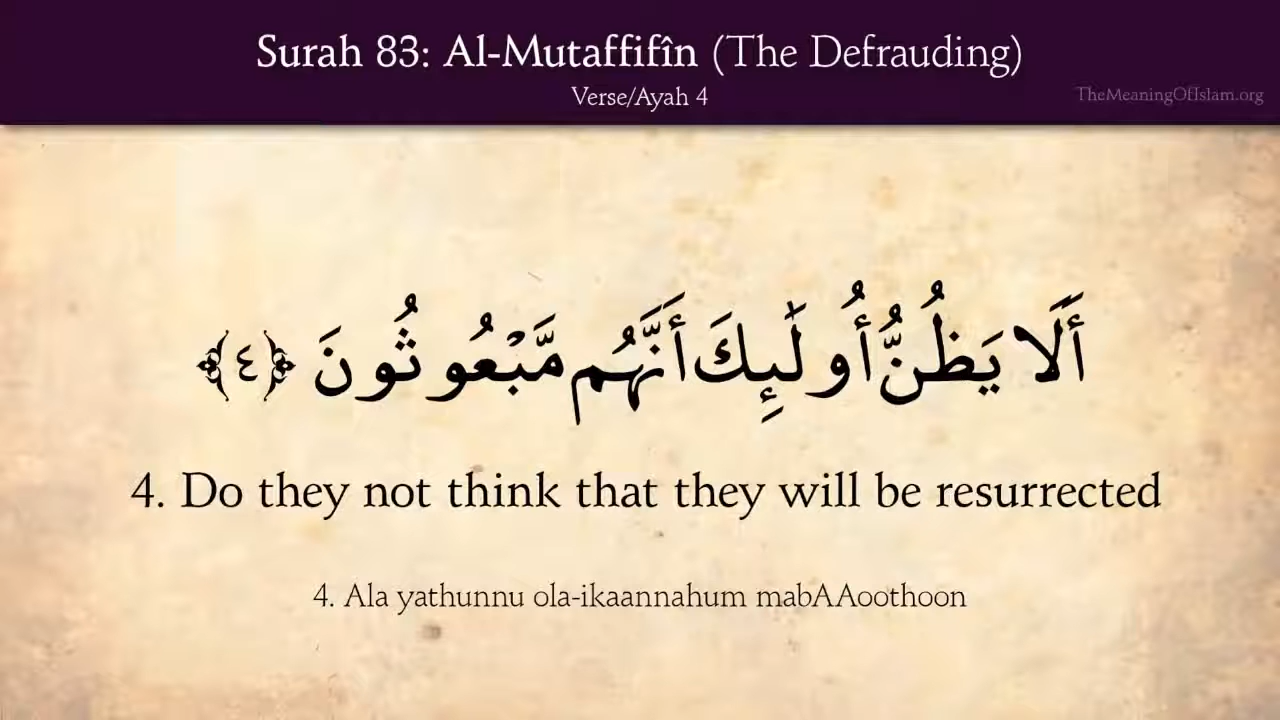 Surah 83: Al-Mutaffifîn (The Defrauding)
Verse/Ayah 4
TheMeaningOfIslam.org
أَلَا يَظُنُّ أُولَٰئِكَ أَنَّهُم مَّبْعُوثُونَ ﴿٤﴾
4. Do they not think that they will be resurrected
4. Ala yathunnu ola-ikaannahum mabAAoothoon